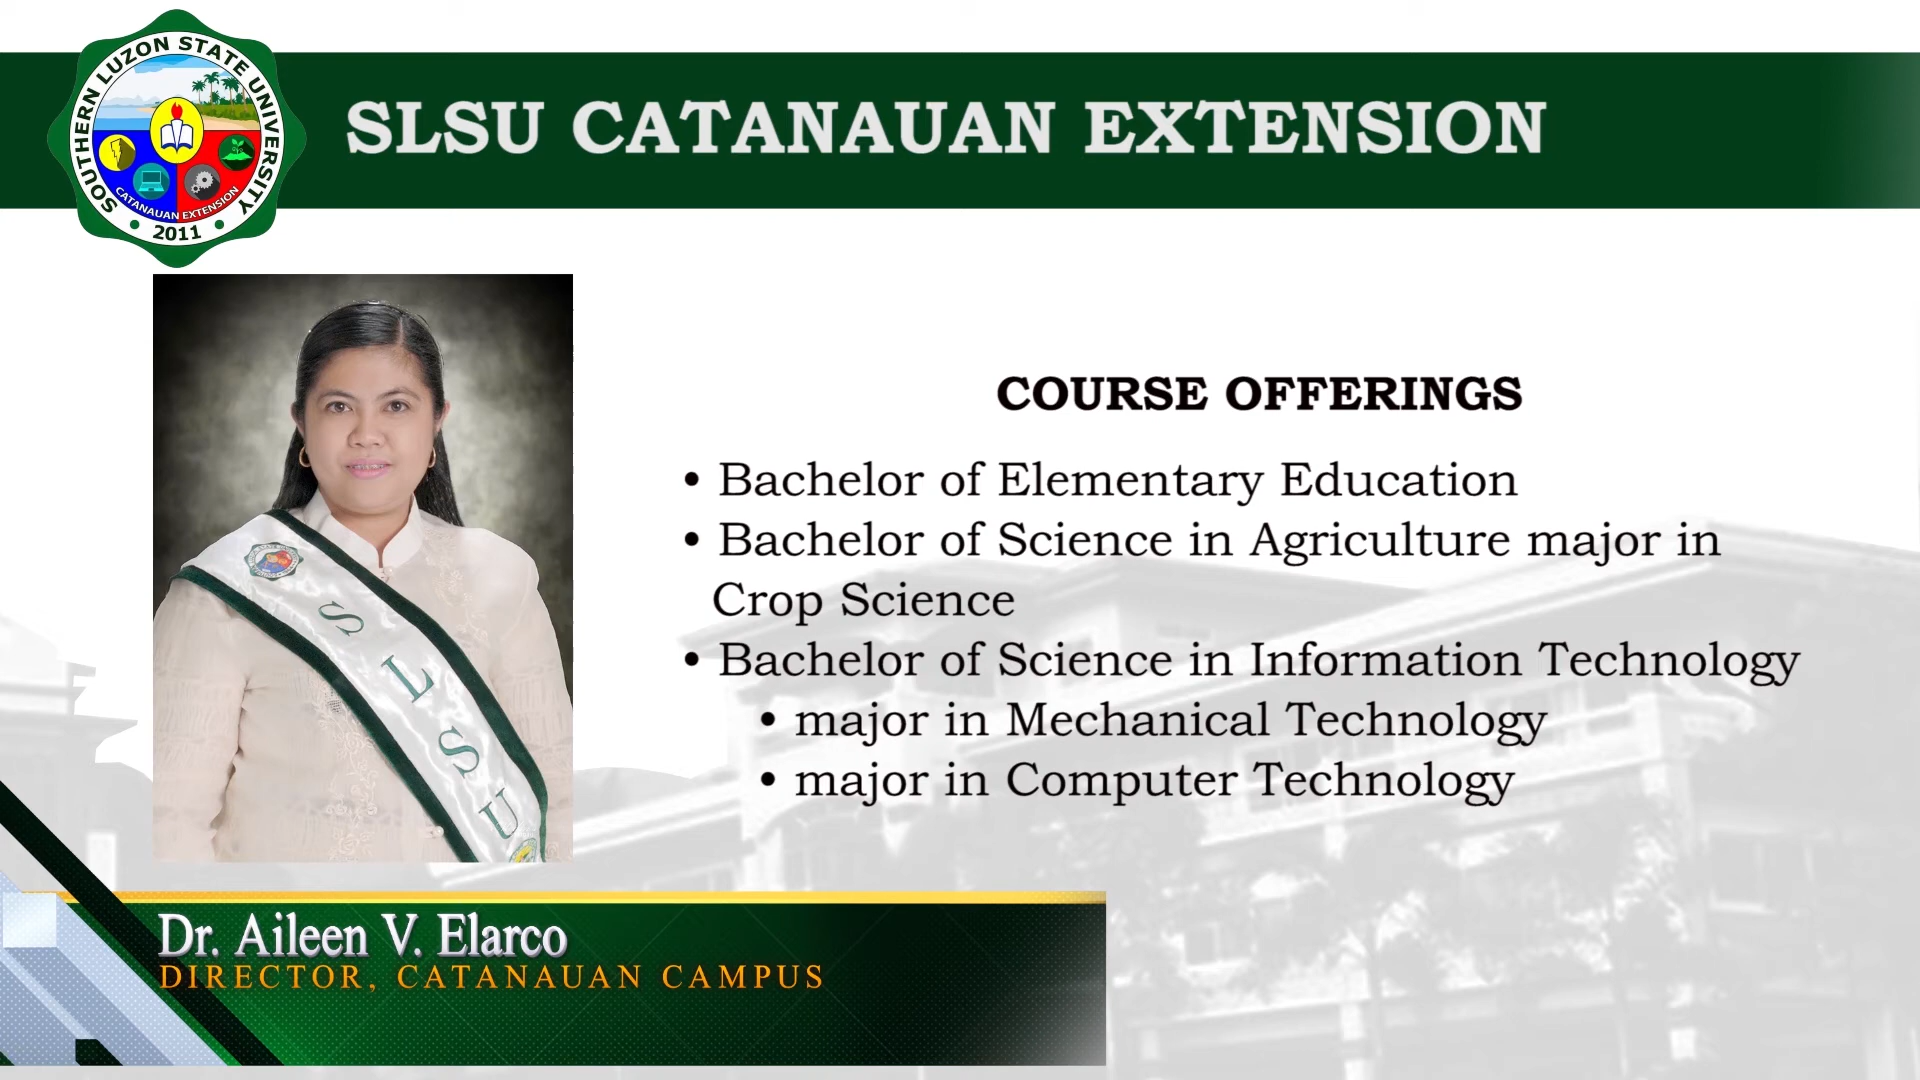 SOUTHERN LUZON STATE UNIVERSITY
CATANAUAN EXTENSION
• 2011 •
SLSU CATANAUAN EXTENSION
S L S U
COURSE OFFERINGS
• Bachelor of Elementary Education
• Bachelor of Science in Agriculture major in
Crop Science
• Bachelor of Science in Information Technology
• major in Mechanical Technology
• major in Computer Technology
Dr. Aileen V. Elarco
DIRECTOR, CATANAUAN CAMPUS